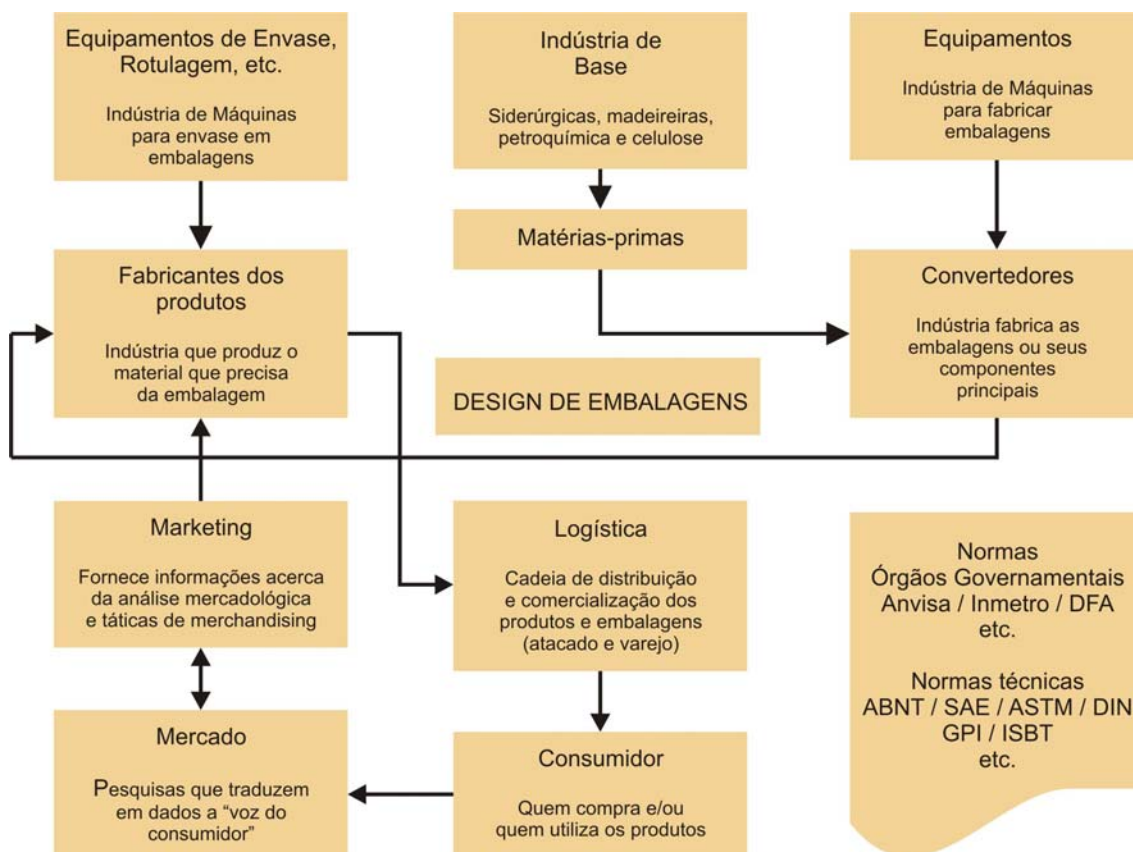 Equipamentos de Envase,
Rotulagem, etc.
Indústria de Máquinas
para envase em
embalagens
Indústria de
Base
Siderúrgicas, madeireiras,
petroquímica e celulose
Equipamentos
Indústria de Máquinas
para fabricar
embalagens
Matérias-primas
Fabricantes dos
produtos
Indústria que produz o
material que precisa
da embalagem
Convertedores
Indústria fabrica as
embalagens ou seus
componentes
principais
DESIGN DE EMBALAGENS
Marketing
Fornece informações acerca
da análise mercadológica
e táticas de merchandising
Logística
Cadeia de distribuição
e comercialização dos
produtos e embalagens
(atacado e varejo)
Normas
Órgãos Governamentais
Anvisa / Inmetro / DFA
etc.
Normas técnicas
ABNT / SAE / ASTM / DIN
GPI / ISBT
etc.
Mercado
Pesquisas que traduzem
em dados a “voz do
consumidor”
Consumidor
Quem compra e/ou
quem utiliza os produtos